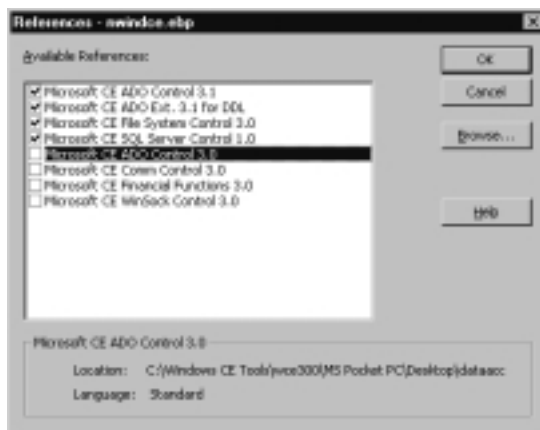 References - nwindce.ebp
Available References:
Microsoft CE ADO Control 3.1
Microsoft CE ADO Ext. 3.1 for DDL
Microsoft CE File System Control 3.0
Microsoft CE SQL Server Control 1.0
Microsoft CE ADO Control 3.0
Microsoft CE Comm Control 3.0
Microsoft CE Financial Functions 3.0
Microsoft CE WinSock Control 3.0
OK
Cancel
Browse...
Help
Microsoft CE ADO Control 3.0
Location: C:\Windows CE Tools\wce300\MS Pocket PC\Desktop\dataacc
Language: Standard